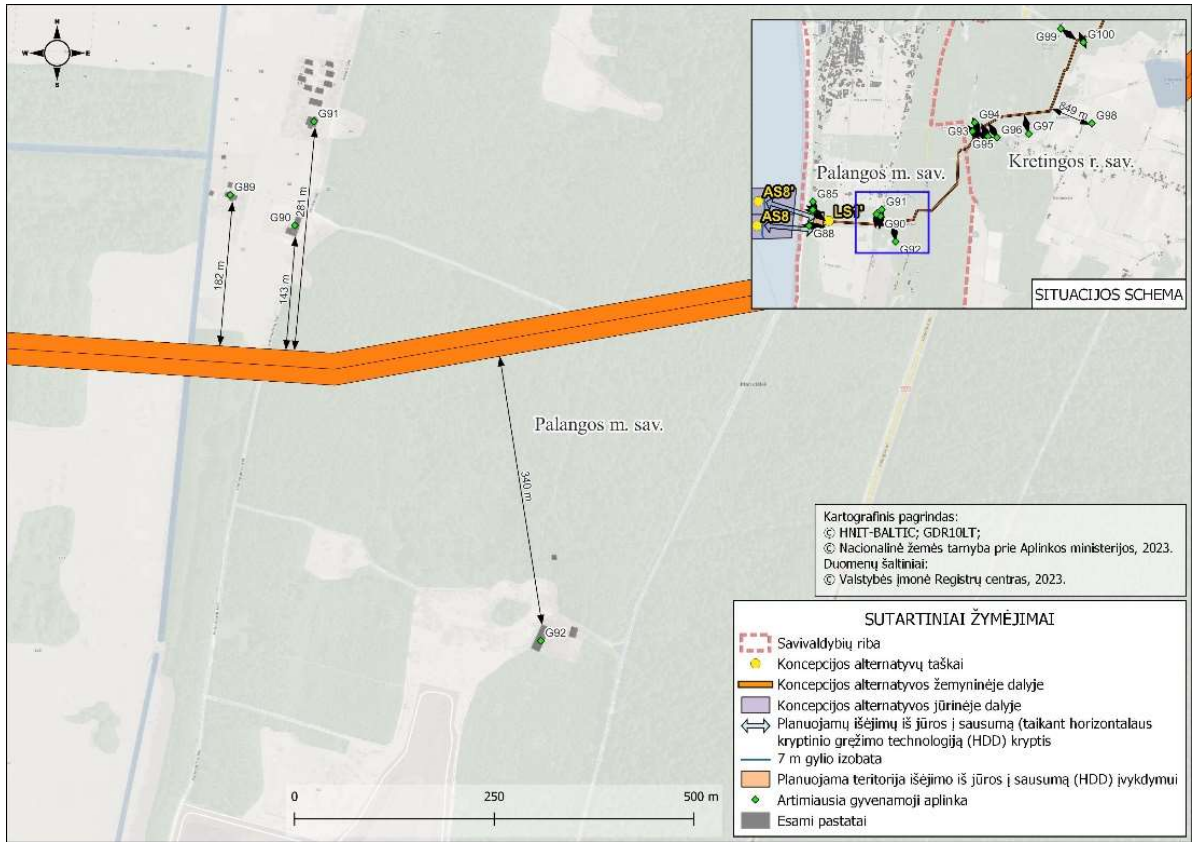 N
W E
S
G91
G89
G90
182 m
143 m
281 m
340 m
G92
Palangos m. sav.
G99
G100
849 m
G98
G94
G93
G96
G97
G95
Kretingos r. sav.
Palangos m. sav.
AS8'
G85
AS8
LS1'
G91
G88
G90
G92
SITUACIJOS SCHEMA
Kartografinis pagrindas:
© HNIT-BALTIC; GDR10LT;
© Nacionalinė žemės tarnyba prie Aplinkos ministerijos, 2023.
Duomenų šaltiniai:
© Valstybės įmonė Registrų centras, 2023.
SUTARTINIAI ŽYMĖJIMAI
Savivaldybių riba
Koncepcijos alternatyvų taškai
Koncepcijos alternatyvos žemyninėje dalyje
Koncepcijos alternatyvos jūrinėje dalyje
Planuojamų išėjimų iš jūros į sausumą (taikant horizontalaus
kryptinio gręžimo technologiją (HDD) kryptis
7 m gylio izobata
Planuojama teritorija išėjimo iš jūros į sausumą (HDD) įvykdymui
Artimiausia gyvenamoji aplinka
Esami pastatai
0 250 500 m